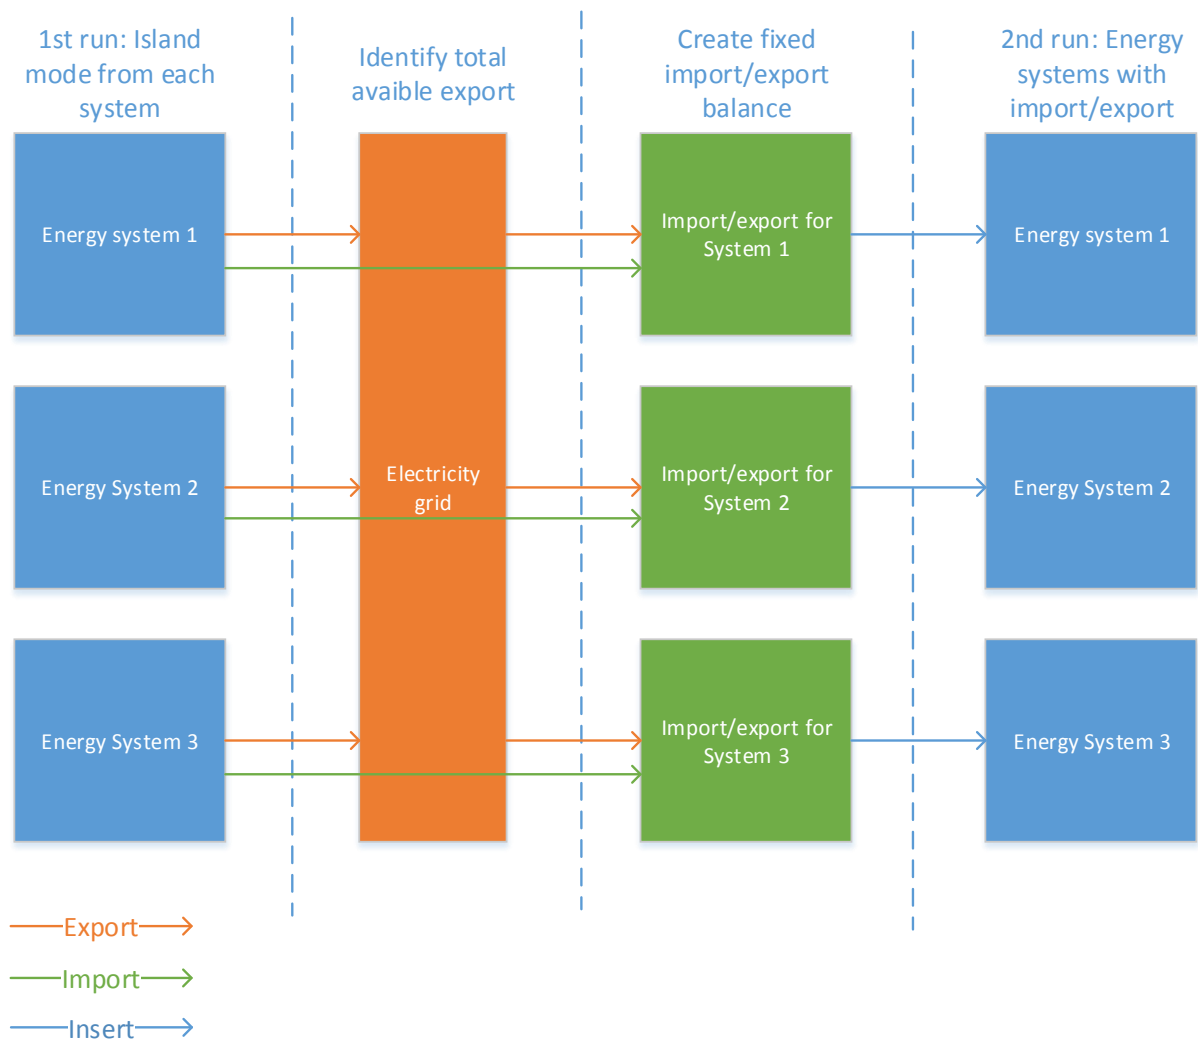 1st run: Island
mode from each
system
Identify total
avaible export
Create fixed
import/export
balance
2nd run: Energy
systems with
import/export
Energy system 1
Import/export for
System 1
Energy system 1
Energy System 2
Electricity
grid
Import/export for
System 2
Energy System 2
Energy System 3
Import/export for
System 3
Energy System 3
Export
Import
Insert